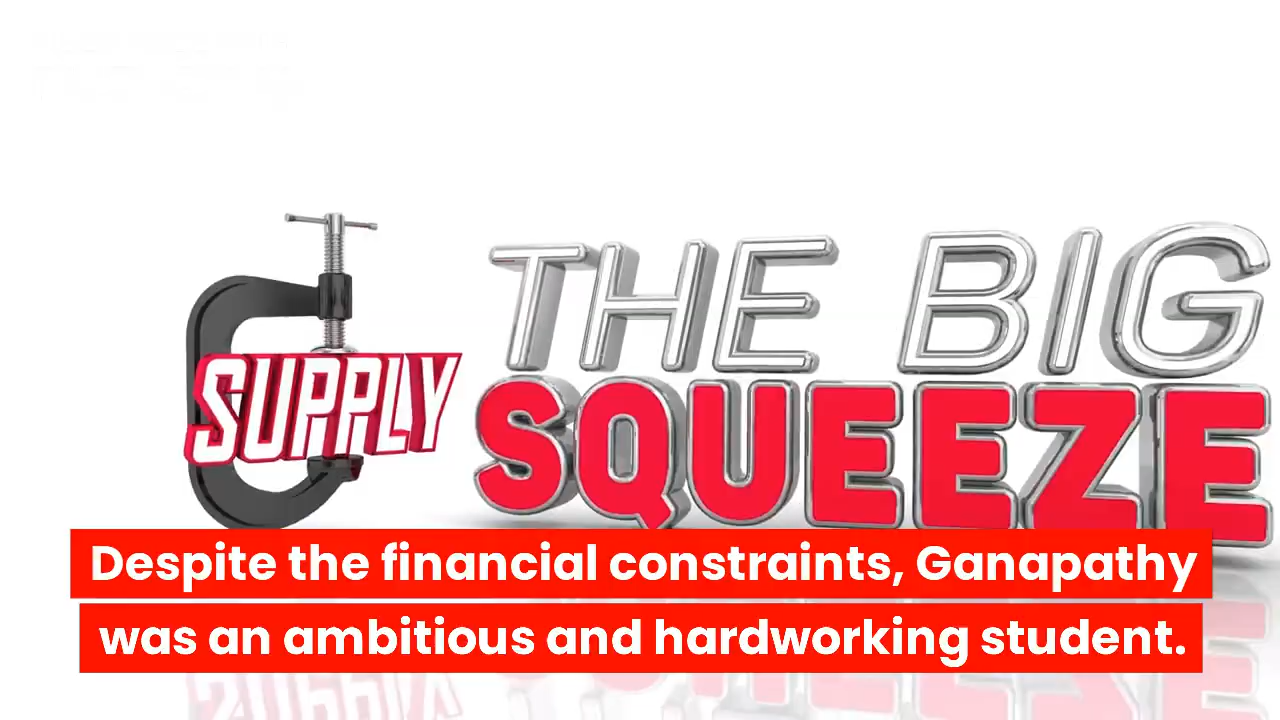 THE BIG
SUPPLY
SQUEEZE
Despite the financial constraints, Ganapathy
was an ambitious and hardworking student.